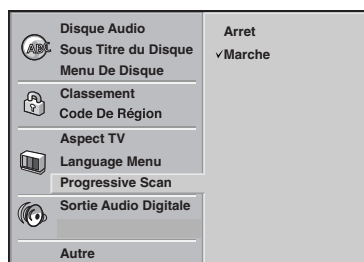 Disque Audio
Sous Titre du Disque
Menu De Disque
Classement
Code De Région
Aspect TV
Language Menu
Progressive Scan
Sortie Audio Digitale
Autre
Arret
✓Marche
ABC